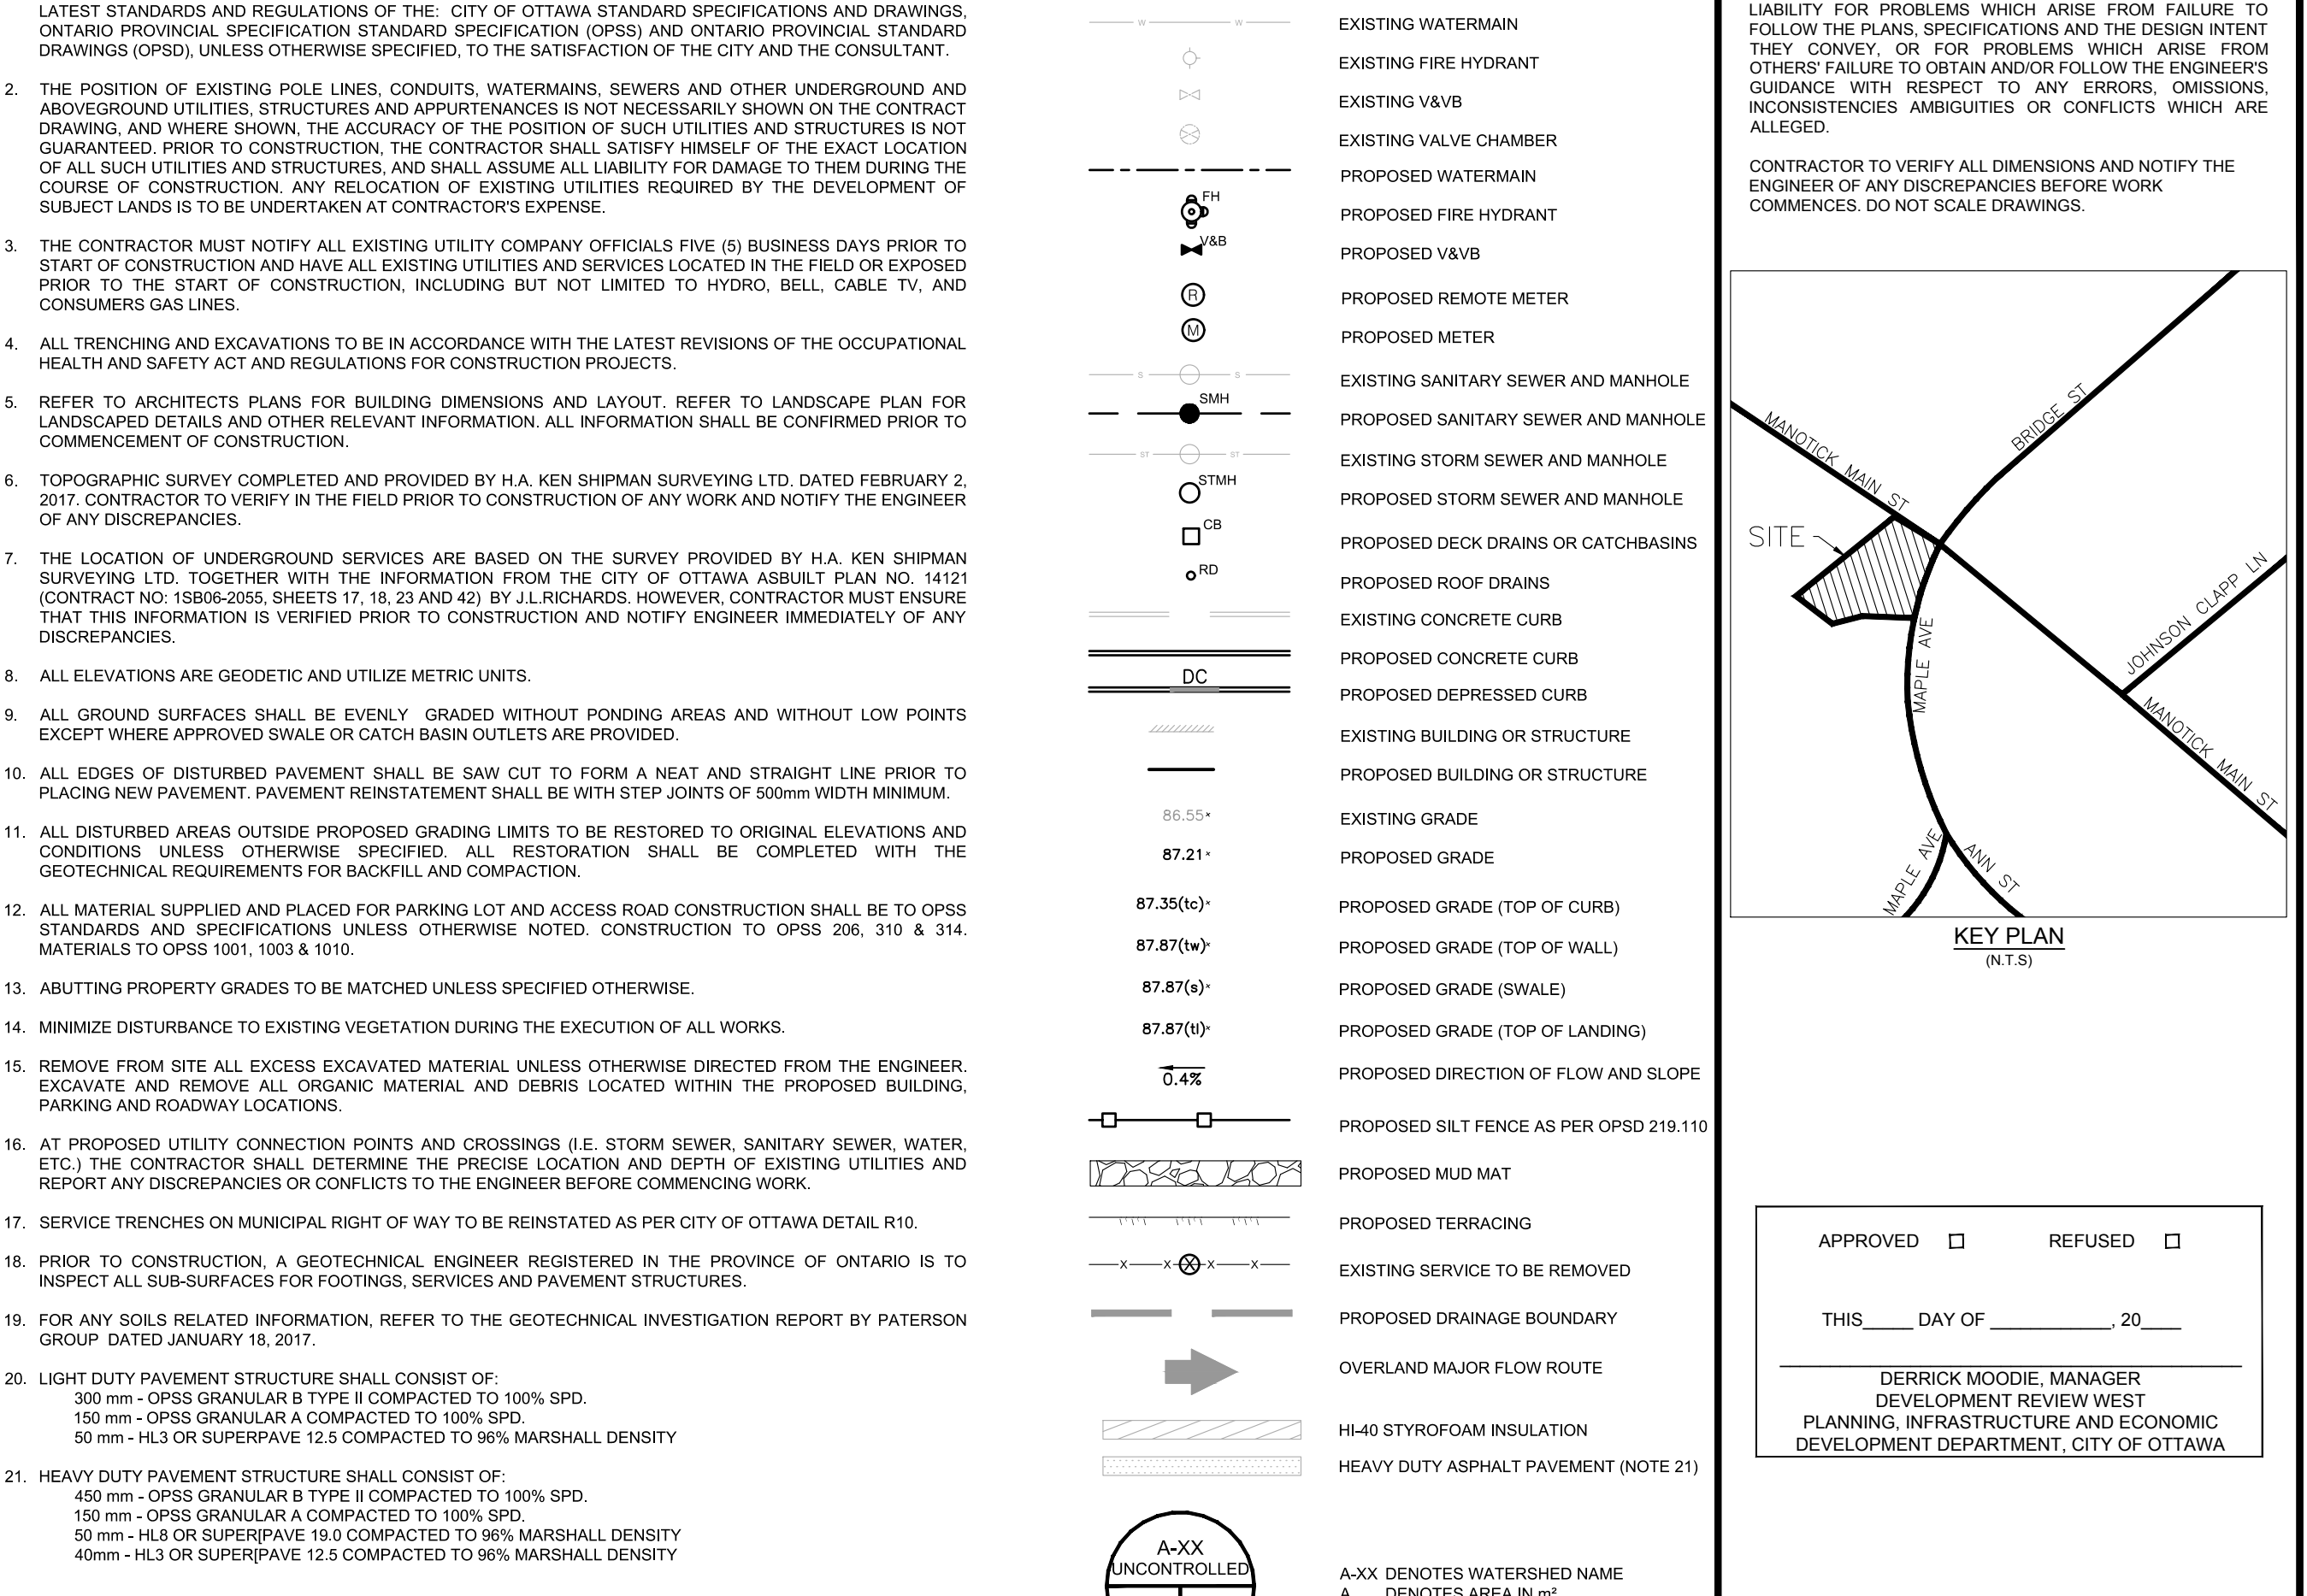 LATEST STANDARDS AND REGULATIONS OF THE: CITY OF OTTAWA STANDARD SPECIFICATIONS AND DRAWINGS,
ONTARIO PROVINCIAL SPECIFICATION STANDARD SPECIFICATION (OPSS) AND ONTARIO PROVINCIAL STANDARD
DRAWINGS (OPSD), UNLESS OTHERWISE SPECIFIED, TO THE SATISFACTION OF THE CITY AND THE CONSULTANT.
2. THE POSITION OF EXISTING POLE LINES, CONDUITS, WATERMAINS, SEWERS AND OTHER UNDERGROUND AND
ABOVEGROUND UTILITIES, STRUCTURES AND APPURTENANCES IS NOT NECESSARILY SHOWN ON THE CONTRACT
DRAWING, AND WHERE SHOWN, THE ACCURACY OF THE POSITION OF SUCH UTILITIES AND STRUCTURES IS NOT
GUARANTEED. PRIOR TO CONSTRUCTION, THE CONTRACTOR SHALL SATISFY HIMSELF OF THE EXACT LOCATION
OF ALL SUCH UTILITIES AND STRUCTURES, AND SHALL ASSUME ALL LIABILITY FOR DAMAGE TO THEM DURING THE
COURSE OF CONSTRUCTION. ANY RELOCATION OF EXISTING UTILITIES REQUIRED BY THE DEVELOPMENT OF
SUBJECT LANDS IS TO BE UNDERTAKEN AT CONTRACTOR'S EXPENSE.
3. THE CONTRACTOR MUST NOTIFY ALL EXISTING UTILITY COMPANY OFFICIALS FIVE (5) BUSINESS DAYS PRIOR TO
START OF CONSTRUCTION AND HAVE ALL EXISTING UTILITIES AND SERVICES LOCATED IN THE FIELD OR EXPOSED
PRIOR TO THE START OF CONSTRUCTION, INCLUDING BUT NOT LIMITED TO HYDRO, BELL, CABLE TV, AND
CONSUMERS GAS LINES.
4. ALL TRENCHING AND EXCAVATIONS TO BE IN ACCORDANCE WITH THE LATEST REVISIONS OF THE OCCUPATIONAL
HEALTH AND SAFETY ACT AND REGULATIONS FOR CONSTRUCTION PROJECTS.
5. REFER TO ARCHITECTS PLANS FOR BUILDING DIMENSIONS AND LAYOUT. REFER TO LANDSCAPE PLAN FOR
LANDSCAPED DETAILS AND OTHER RELEVANT INFORMATION. ALL INFORMATION SHALL BE CONFIRMED PRIOR TO
COMMENCEMENT OF CONSTRUCTION.
6. TOPOGRAPHIC SURVEY COMPLETED AND PROVIDED BY H.A. KEN SHIPMAN SURVEYING LTD. DATED FEBRUARY 2,
2017. CONTRACTOR TO VERIFY IN THE FIELD PRIOR TO CONSTRUCTION OF ANY WORK AND NOTIFY THE ENGINEER
OF ANY DISCREPANCIES.
7. THE LOCATION OF UNDERGROUND SERVICES ARE BASED ON THE SURVEY PROVIDED BY H.A. KEN SHIPMAN
SURVEYING LTD. TOGETHER WITH THE INFORMATION FROM THE CITY OF OTTAWA ASBUILT PLAN NO. 14121
(CONTRACT NO: 1SB06-2055, SHEETS 17, 18, 23 AND 42) BY J.L.RICHARDS. HOWEVER, CONTRACTOR MUST ENSURE
THAT THIS INFORMATION IS VERIFIED PRIOR TO CONSTRUCTION AND NOTIFY ENGINEER IMMEDIATELY OF ANY
DISCREPANCIES.
8. ALL ELEVATIONS ARE GEODETIC AND UTILIZE METRIC UNITS.
9. ALL GROUND SURFACES SHALL BE EVENLY GRADED WITHOUT PONDING AREAS AND WITHOUT LOW POINTS
EXCEPT WHERE APPROVED SWALE OR CATCH BASIN OUTLETS ARE PROVIDED.
10. ALL EDGES OF DISTURBED PAVEMENT SHALL BE SAW CUT TO FORM A NEAT AND STRAIGHT LINE PRIOR TO
PLACING NEW PAVEMENT. PAVEMENT REINSTATEMENT SHALL BE WITH STEP JOINTS OF 500mm WIDTH MINIMUM.
11. ALL DISTURBED AREAS OUTSIDE PROPOSED GRADING LIMITS TO BE RESTORED TO ORIGINAL ELEVATIONS AND
CONDITIONS UNLESS OTHERWISE SPECIFIED. ALL RESTORATION SHALL BE COMPLETED WITH THE
GEOTECHNICAL REQUIREMENTS FOR BACKFILL AND COMPACTION.
12. ALL MATERIAL SUPPLIED AND PLACED FOR PARKING LOT AND ACCESS ROAD CONSTRUCTION SHALL BE TO OPSS
STANDARDS AND SPECIFICATIONS UNLESS OTHERWISE NOTED. CONSTRUCTION TO OPSS 206, 310 & 314.
MATERIALS TO OPSS 1001, 1003 & 1010.
13. ABUTTING PROPERTY GRADES TO BE MATCHED UNLESS SPECIFIED OTHERWISE.
14. MINIMIZE DISTURBANCE TO EXISTING VEGETATION DURING THE EXECUTION OF ALL WORKS.
15. REMOVE FROM SITE ALL EXCESS EXCAVATED MATERIAL UNLESS OTHERWISE DIRECTED FROM THE ENGINEER.
EXCAVATE AND REMOVE ALL ORGANIC MATERIAL AND DEBRIS LOCATED WITHIN THE PROPOSED BUILDING,
PARKING AND ROADWAY LOCATIONS.
16. AT PROPOSED UTILITY CONNECTION POINTS AND CROSSINGS (I.E. STORM SEWER, SANITARY SEWER, WATER,
ETC.) THE CONTRACTOR SHALL DETERMINE THE PRECISE LOCATION AND DEPTH OF EXISTING UTILITIES AND
REPORT ANY DISCREPANCIES OR CONFLICTS TO THE ENGINEER BEFORE COMMENCING WORK.
17. SERVICE TRENCHES ON MUNICIPAL RIGHT OF WAY TO BE REINSTATED AS PER CITY OF OTTAWA DETAIL R10.
18. PRIOR TO CONSTRUCTION, A GEOTECHNICAL ENGINEER REGISTERED IN THE PROVINCE OF ONTARIO IS TO
INSPECT ALL SUB-SURFACES FOR FOOTINGS, SERVICES AND PAVEMENT STRUCTURES.
19. FOR ANY SOILS RELATED INFORMATION, REFER TO THE GEOTECHNICAL INVESTIGATION REPORT BY PATERSON
GROUP DATED JANUARY 18, 2017.
20. LIGHT DUTY PAVEMENT STRUCTURE SHALL CONSIST OF:
300 mm - OPSS GRANULAR B TYPE II COMPACTED TO 100% SPD.
150 mm - OPSS GRANULAR A COMPACTED TO 100% SPD.
50 mm - HL3 OR SUPERPAVE 12.5 COMPACTED TO 96% MARSHALL DENSITY
21. HEAVY DUTY PAVEMENT STRUCTURE SHALL CONSIST OF:
450 mm - OPSS GRANULAR B TYPE II COMPACTED TO 100% SPD.
150 mm - OPSS GRANULAR A COMPACTED TO 100% SPD.
50 mm - HL8 OR SUPER[PAVE 19.0 COMPACTED TO 96% MARSHALL DENSITY
40mm - HL3 OR SUPER[PAVE 12.5 COMPACTED TO 96% MARSHALL DENSITY
W W EXISTING WATERMAIN
EXISTING FIRE HYDRANT
EXISTING V&VB
EXISTING VALVE CHAMBER
PROPOSED WATERMAIN
FH PROPOSED FIRE HYDRANT
V&B PROPOSED V&VB
R PROPOSED REMOTE METER
M PROPOSED METER
S S EXISTING SANITARY SEWER AND MANHOLE
SMH PROPOSED SANITARY SEWER AND MANHOLE
ST ST EXISTING STORM SEWER AND MANHOLE
STMH PROPOSED STORM SEWER AND MANHOLE
CB PROPOSED DECK DRAINS OR CATCHBASINS
RD PROPOSED ROOF DRAINS
EXISTING CONCRETE CURB
PROPOSED CONCRETE CURB
DC PROPOSED DEPRESSED CURB
EXISTING BUILDING OR STRUCTURE
PROPOSED BUILDING OR STRUCTURE
86.55× EXISTING GRADE
87.21× PROPOSED GRADE
87.35(tc)× PROPOSED GRADE (TOP OF CURB)
87.87(tw)× PROPOSED GRADE (TOP OF WALL)
87.87(s)× PROPOSED GRADE (SWALE)
87.87(tl)× PROPOSED GRADE (TOP OF LANDING)
0.4% PROPOSED DIRECTION OF FLOW AND SLOPE
PROPOSED SILT FENCE AS PER OPSD 219.110
PROPOSED MUD MAT
PROPOSED TERRACING
X X X X X EXISTING SERVICE TO BE REMOVED
PROPOSED DRAINAGE BOUNDARY
OVERLAND MAJOR FLOW ROUTE
HI-40 STYROFOAM INSULATION
HEAVY DUTY ASPHALT PAVEMENT (NOTE 21)
A-XX
UNCONTROLLED
A-XX DENOTES WATERSHED NAME
A DENOTES AREA IN m²
LIABILITY FOR PROBLEMS WHICH ARISE FROM FAILURE TO
FOLLOW THE PLANS, SPECIFICATIONS AND THE DESIGN INTENT
THEY CONVEY, OR FOR PROBLEMS WHICH ARISE FROM
OTHERS' FAILURE TO OBTAIN AND/OR FOLLOW THE ENGINEER'S
GUIDANCE WITH RESPECT TO ANY ERRORS, OMISSIONS,
INCONSISTENCIES AMBIGUITIES OR CONFLICTS WHICH ARE
ALLEGED.
CONTRACTOR TO VERIFY ALL DIMENSIONS AND NOTIFY THE
ENGINEER OF ANY DISCREPANCIES BEFORE WORK
COMMENCES. DO NOT SCALE DRAWINGS.
BRIDGE ST
MANOTICK MAIN ST
SITE
JOHNSON CLAPP LN
MAPLE AVE
MANOTICK MAIN ST
MAPLE AVE
ANN ST
KEY PLAN
(N.T.S)
APPROVED REFUSED
THIS_____ DAY OF ____________, 20____
DERRICK MOODIE, MANAGER
DEVELOPMENT REVIEW WEST
PLANNING, INFRASTRUCTURE AND ECONOMIC
DEVELOPMENT DEPARTMENT, CITY OF OTTAWA